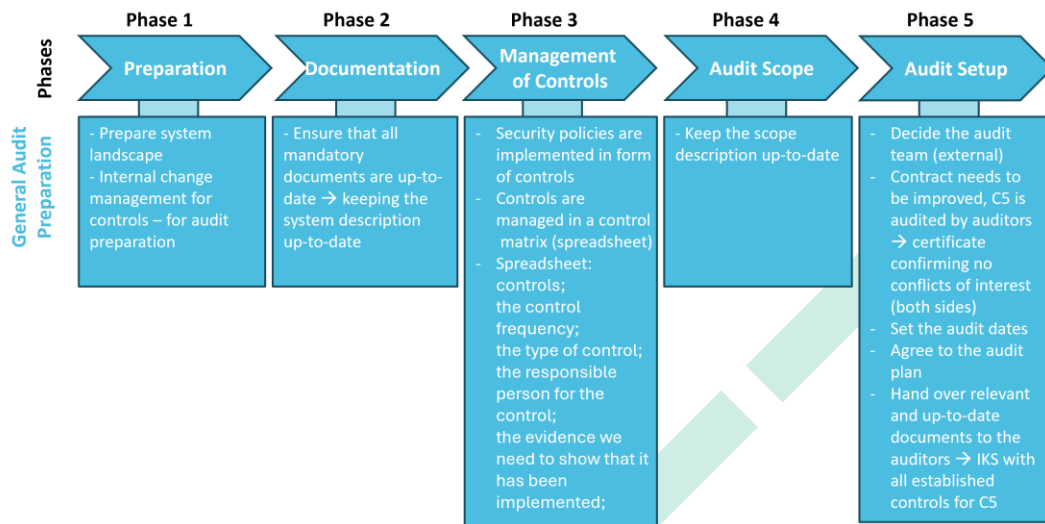 Phase 1
Phase 2
Phase 3
Phase 4
Phase 5
Phases
Preparation
Documentation
Management
of Controls
Audit Scope
Audit Setup
General Audit
Preparation
- Prepare system
landscape
- Internal change
management for
controls – for audit
preparation
- Ensure that all
mandatory
documents are up-to-
date → keeping the
system description
up-to-date
- Security policies are
implemented in form
of controls
- Controls are
managed in a control
matrix (spreadsheet)
- Spreadsheet:
controls;
the control
frequency;
the type of control;
the responsible
person for the
control;
the evidence we
need to show that it
has been
implemented;
- Keep the scope
description up-to-date
- Decide the audit
team (external)
- Contract needs to
be improved, C5 is
audited by auditors
→ certificate
confirming no
conflicts of interest
(both sides)
- Set the audit dates
- Agree to the audit
plan
- Hand over relevant
and up-to-date
documents to the
auditors → IKS with
all established
controls for C5